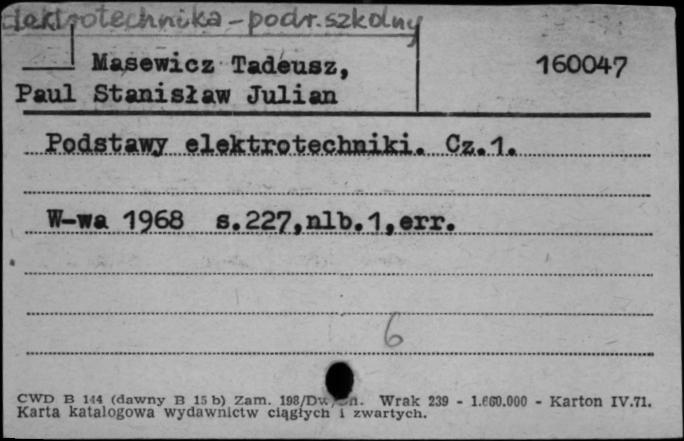 elektrotechnika - podr. szkolny
Masewicz Tadeusz,
160047
Paul Stanisław Julian
Podstawy elektrotechniki. Cz.1.
W-wa 1968 s.227,nlb.1,err.
6
CWD B 144 (dawny B 15 b) Zam. 198/Dw. Wrak 239 - 1.660.000 - Karton IV.71.
Karta katalogowa wydawnictw ciągłych i zwartych.